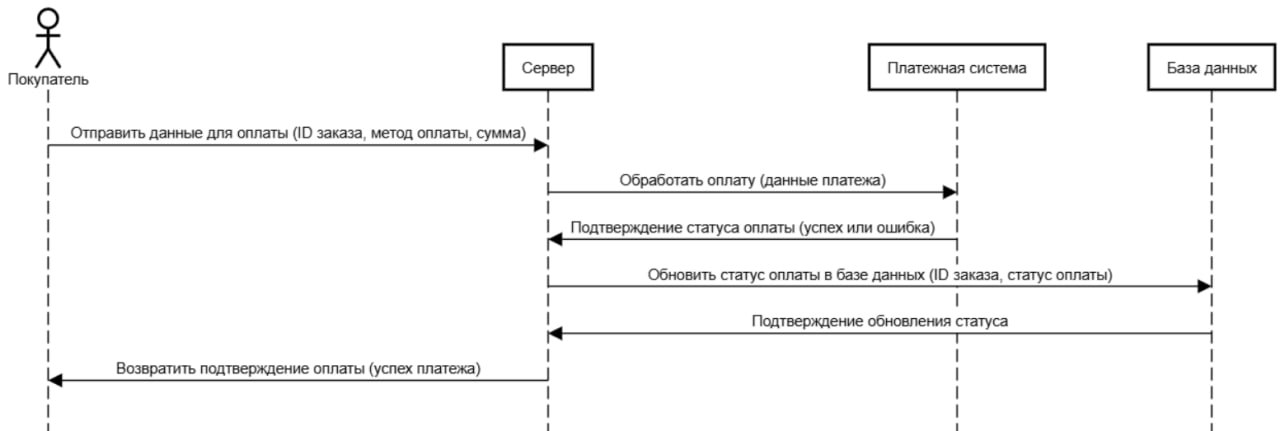 Покупатель
Сервер
Платежная система
База данных
Отправить данные для оплаты (ID заказа, метод оплаты, сумма)
Обработать оплату (данные платежа)
Подтверждение статуса оплаты (успех или ошибка)
Обновить статус оплаты в базе данных (ID заказа, статус оплаты)
Подтверждение обновления статуса
Возвратить подтверждение оплаты (успех платежа)